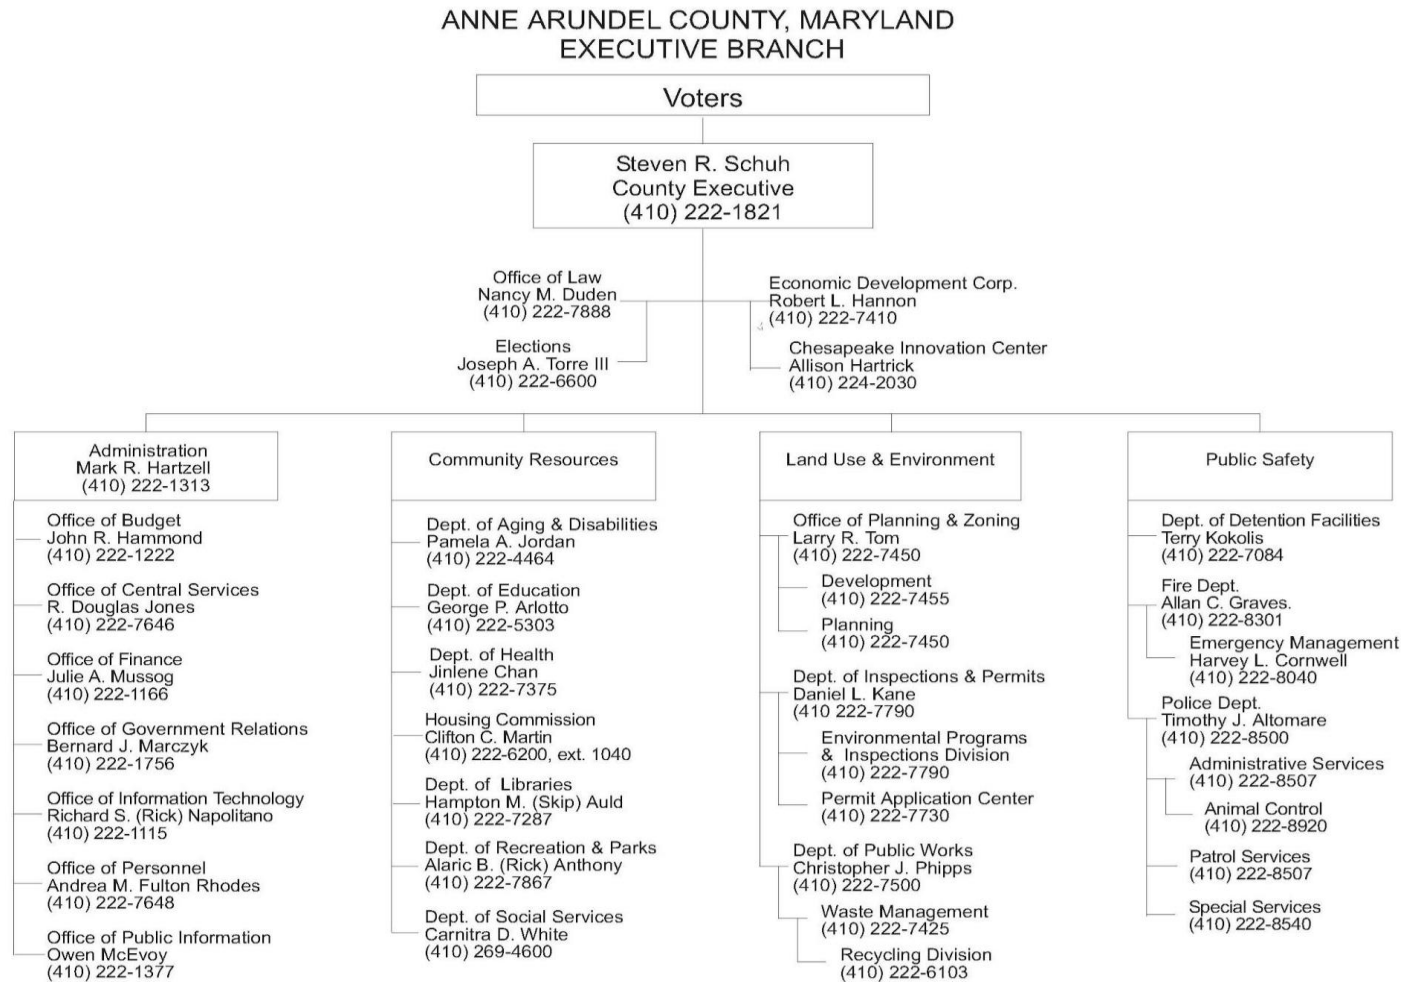 ANNE ARUNDEL COUNTY, MARYLAND
EXECUTIVE BRANCH
Voters
Steven R. Schuh
County Executive
(410) 222-1821
Office of Law
Nancy M. Duden
(410) 222-7888
Elections
Joseph A. Torre III
(410) 222-6600
Economic Development Corp.
Robert L. Hannon
(410) 222-7410
Chesapeake Innovation Center
Allison Hartrick
(410) 224-2030
Administration
Mark R. Hartzell
(410) 222-1313
Office of Budget
John R. Hammond
(410) 222-1222
Office of Central Services
R. Douglas Jones
(410) 222-7646
Office of Finance
Julie A. Mussog
(410) 222-1166
Office of Government Relations
Bernard J. Marczyk
(410) 222-1756
Office of Information Technology
Richard S. (Rick) Napolitano
(410) 222-1115
Office of Personnel
Andrea M. Fulton Rhodes
(410) 222-7648
Office of Public Information
Owen McEvoy
(410) 222-1377
Community Resources
Dept. of Aging & Disabilities
Pamela A. Jordan
(410) 222-4464
Dept. of Education
George P. Arlotto
(410) 222-5303
Dept. of Health
Jinlene Chan
(410) 222-7375
Housing Commission
Clifton C. Martin
(410) 222-6200, ext. 1040
Dept. of Libraries
Hampton M. (Skip) Auld
(410) 222-7287
Dept. of Recreation & Parks
Alaric B. (Rick) Anthony
(410) 222-7867
Dept. of Social Services
Carnitra D. White
(410) 269-4600
Land Use & Environment
Office of Planning & Zoning
Larry R. Tom
(410) 222-7450
Development
(410) 222-7455
Planning
(410) 222-7450
Dept. of Inspections & Permits
Daniel L. Kane
(410 222-7790
Environmental Programs
& Inspections Division
(410) 222-7790
Permit Application Center
(410) 222-7730
Dept. of Public Works
Christopher J. Phipps
(410) 222-7500
Waste Management
(410) 222-7425
Recycling Division
(410) 222-6103
Public Safety
Dept. of Detention Facilities
Terry Kokolis
(410) 222-7084
Fire Dept.
Allan C. Graves.
(410) 222-8301
Emergency Management
Harvey L. Cornwell
(410) 222-8040
Police Dept.
Timothy J. Altomare
(410) 222-8500
Administrative Services
(410) 222-8507
Animal Control
(410) 222-8920
Patrol Services
(410) 222-8507
Special Services
(410) 222-8540